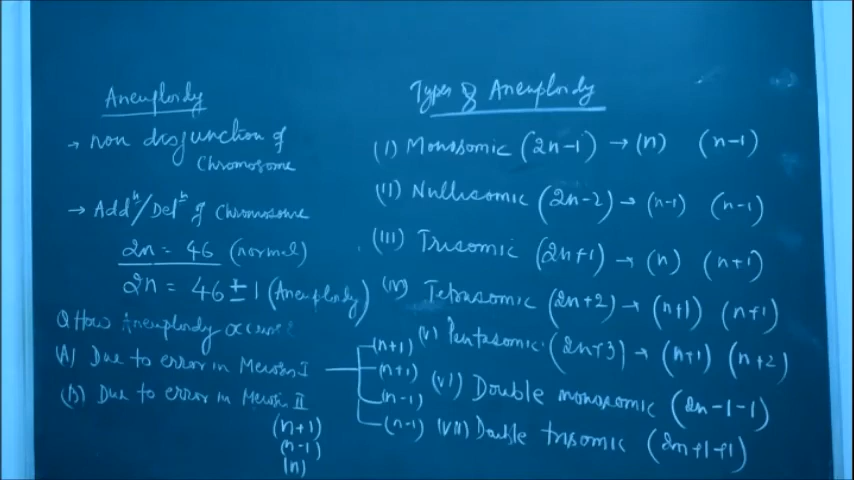 Aneuploidy
→ non disjunction of
Chromosome
→ Addⁿ/Delⁿ of Chromosome
2n = 46 (normal)
2n = 46 ± 1 (Aneuploidy)
Q How Aneuploidy occurs
(A) Due to error in Meiosis I
(n+1)
(n+1)
(n-1)
(n-1)
(B) Due to error in Meiosis II
(n+1)
(n-1)
(n)
Types of Aneuploidy
(I) Monosomic (2n-1) → (n) (n-1)
(II) Nullisomic (2n-2) → (n-1) (n-1)
(III) Trisomic (2n+1) → (n) (n+1)
(IV) Tetrasomic (2n+2) → (n+1) (n+1)
(V) Pentasomic (2n+3) → (n+1) (n+2)
(VI) Double monosomic (2n-1-1)
(VII) Double trisomic (2n+1+1)